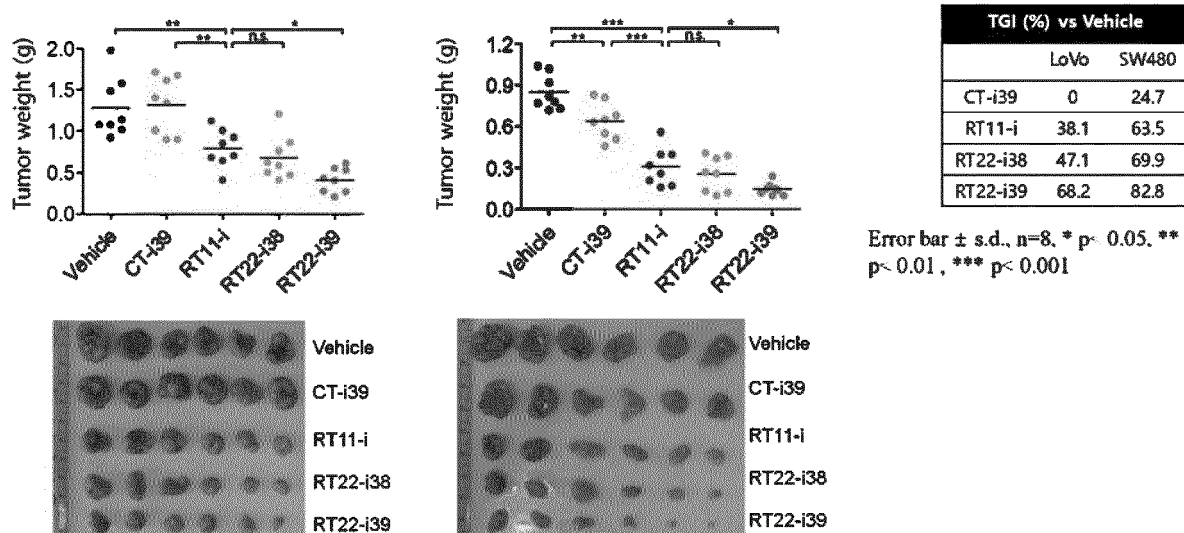 ** *
** n.s.
Tumor weight (g)
2.0
1.5
1.0
0.5
0.0
Vehicle
CT-i39
RT11-i
RT22-i38
RT22-i39
*** *
** *** n.s.
Tumor weight (g)
1.2
0.9
0.6
0.3
0.0
Vehicle
CT-i39
RT11-i
RT22-i38
RT22-i39
TGI (%) vs Vehicle
LoVo SW480
CT-i39 0 24.7
RT11-i 38.1 63.5
RT22-i38 47.1 69.9
RT22-i39 68.2 82.8
Error bar ± s.d., n=8, * p< 0.05, **
p< 0.01 , *** p< 0.001
Vehicle
CT-i39
RT11-i
RT22-i38
RT22-i39
Vehicle
CT-i39
RT11-i
RT22-i38
RT22-i39